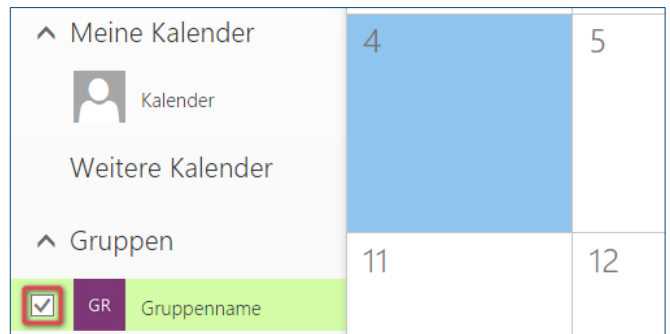 Meine Kalender
Kalender
Weitere Kalender
Gruppen
GR Gruppenname
4 5
11 12